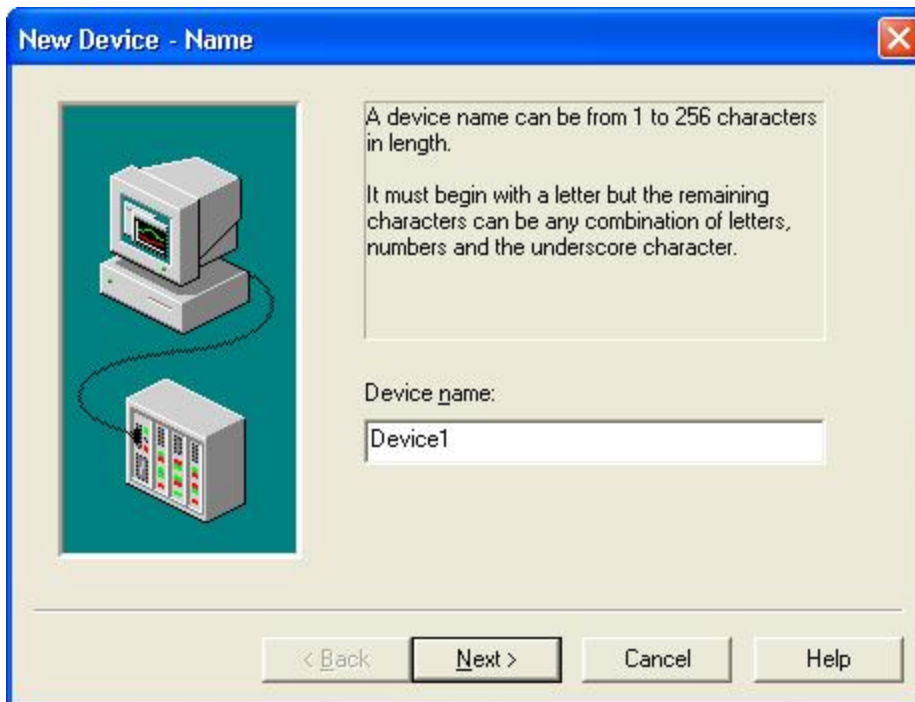 New Device - Name
A device name can be from 1 to 256 characters
in length.
It must begin with a letter but the remaining
characters can be any combination of letters,
numbers and the underscore character.
Device name:
Device1
< Back
Next >
Cancel
Help